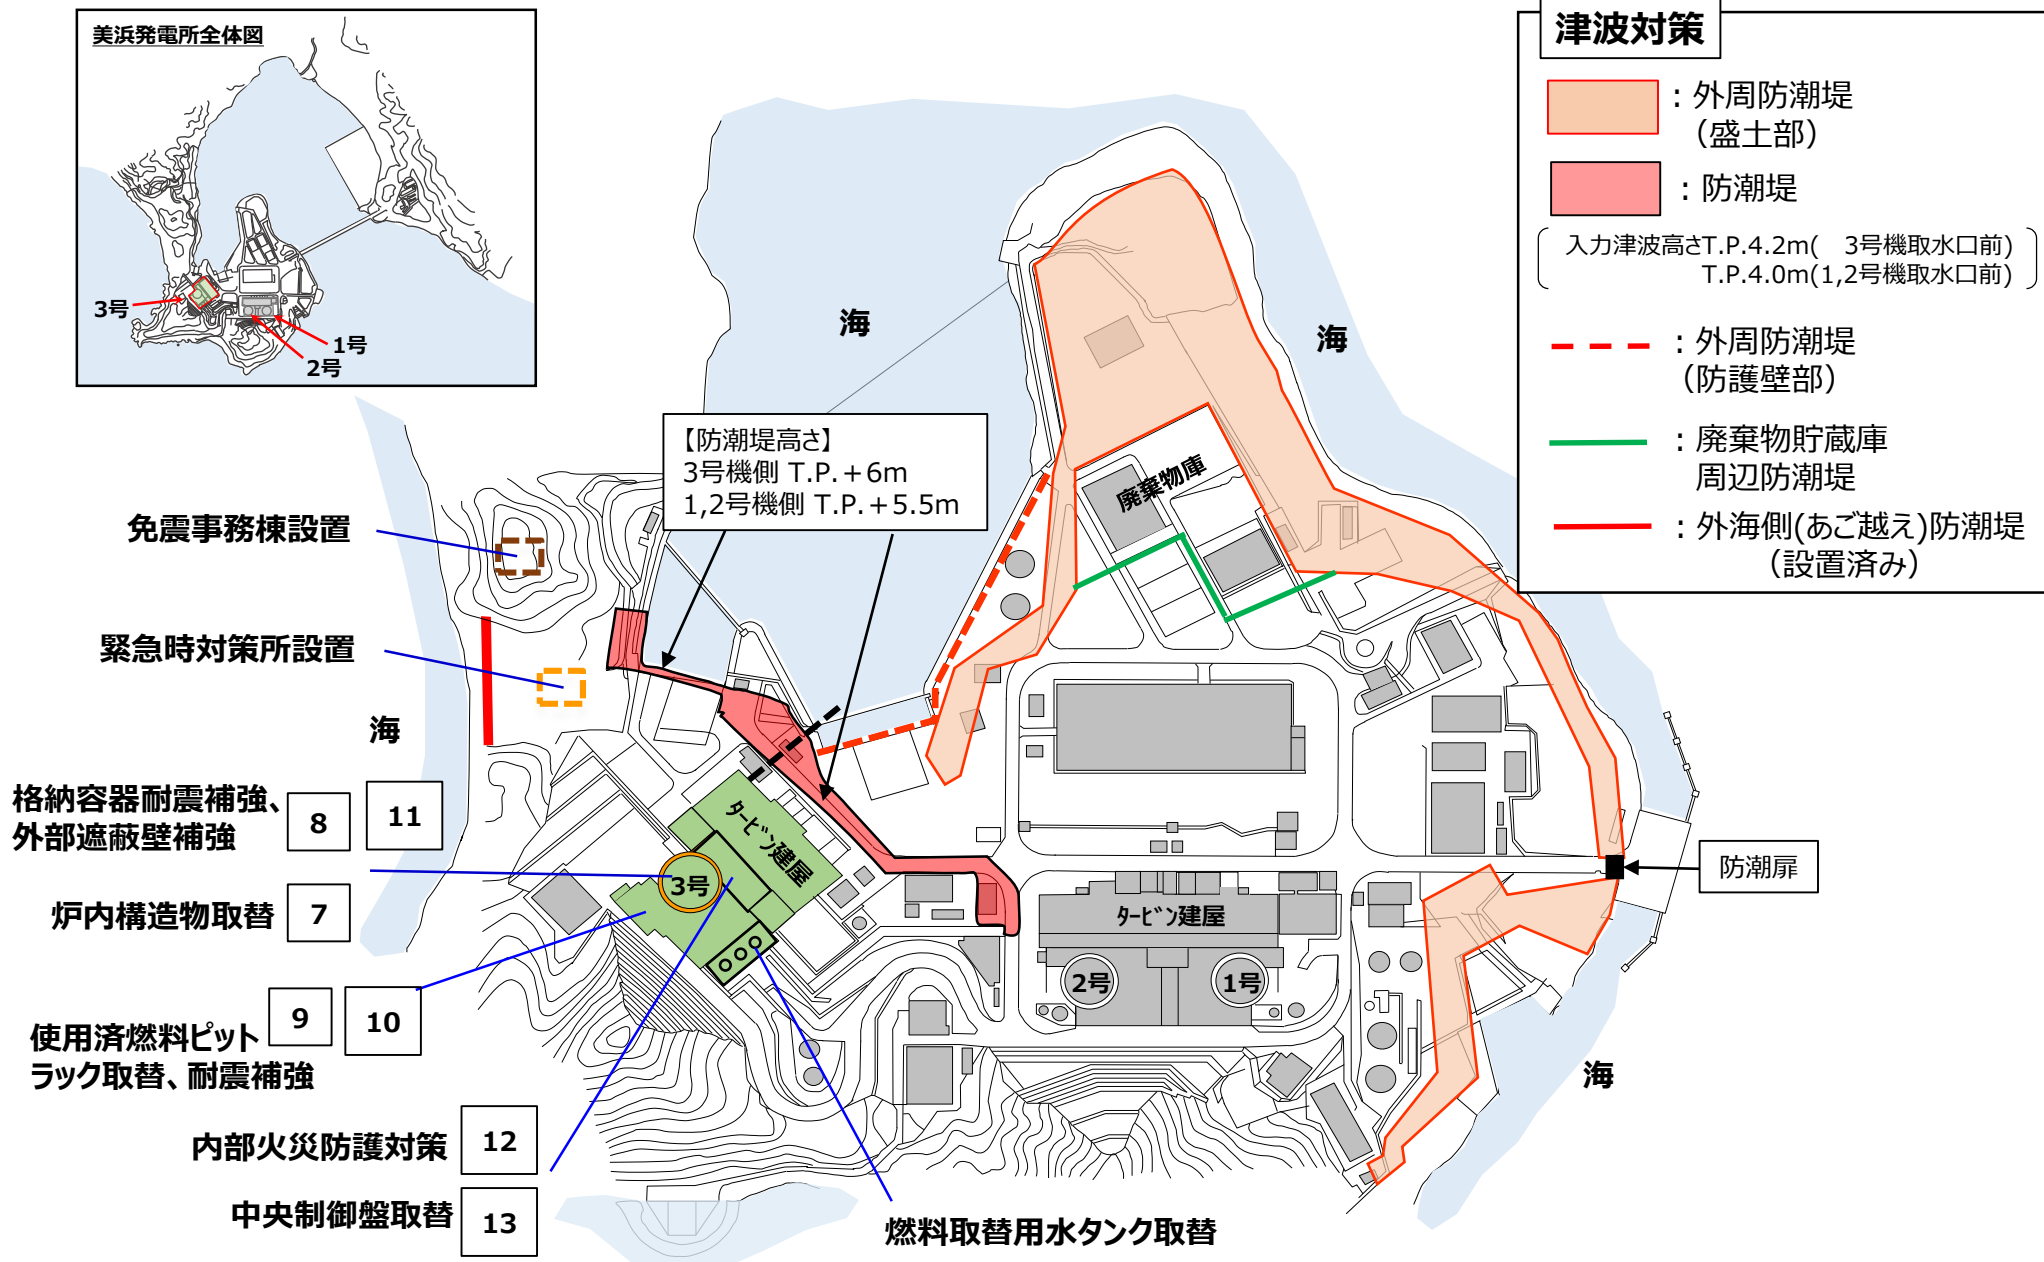 美浜発電所全体図
3号
1号
2号
津波対策
：外周防潮堤
（盛土部）
：防潮堤
入力津波高さT.P.4.2m( 3号機取水口前)
T.P.4.0m(1,2号機取水口前)
：外周防潮堤
（防護壁部）
：廃棄物貯蔵庫
周辺防潮堤
：外海側(あご越え)防潮堤
（設置済み）
海
海
【防潮堤高さ】
3号機側 T.P.＋6m
1,2号機側 T.P.＋5.5m
廃棄物庫
免震事務棟設置
緊急時対策所設置
海
格納容器耐震補強、
外部遮蔽壁補強
8
11
タービン建屋
3号
炉内構造物取替
7
防潮扉
タービン建屋
2号
1号
使用済燃料ピット
ラック取替、耐震補強
9
10
海
内部火災防護対策
12
中央制御盤取替
13
燃料取替用水タンク取替